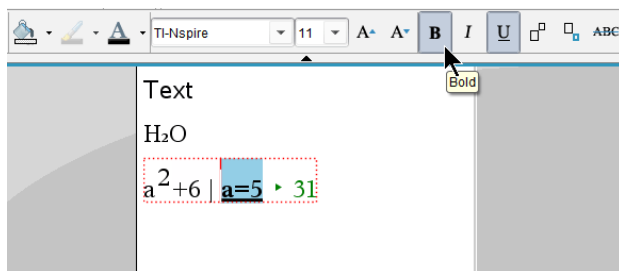 TI-Nspire 11 A A B I U ABC
Bold
Text
H₂O
a²+6 | a=5 ▸ 31